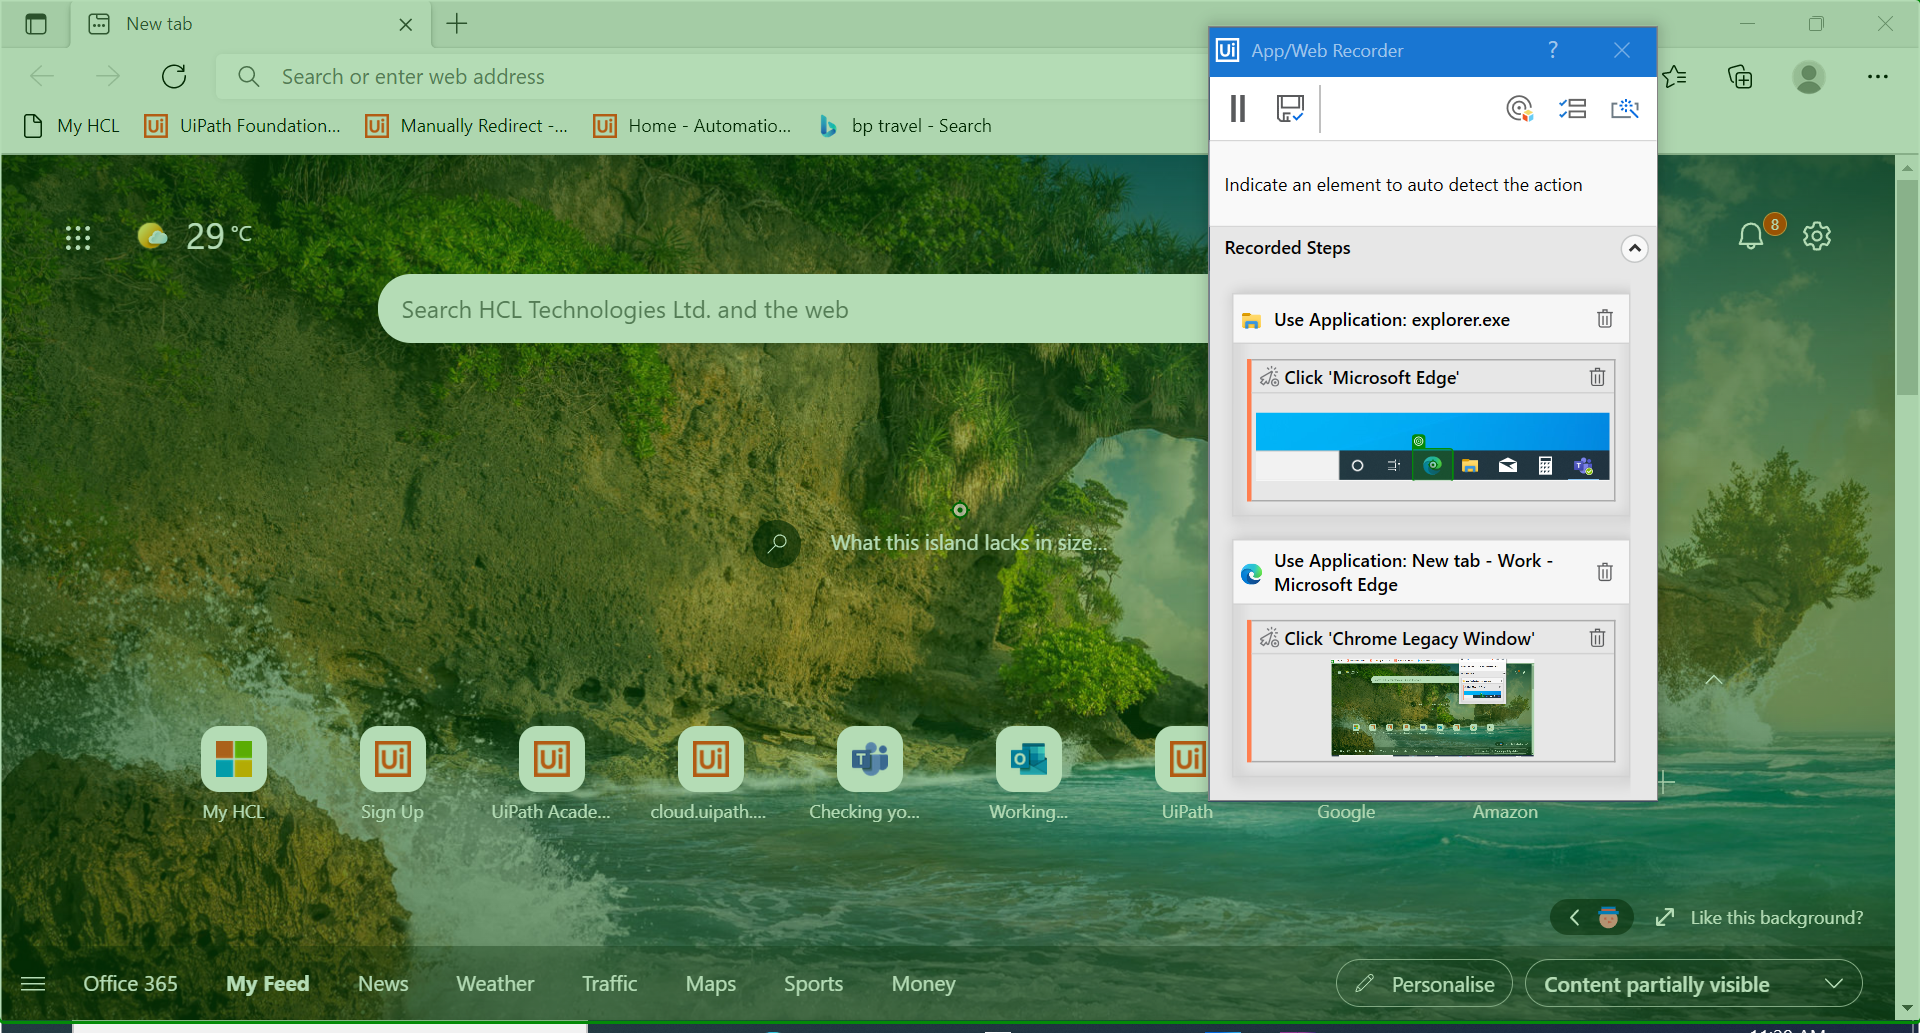 New tab
Search or enter web address
My HCL
UiPath Foundation...
Manually Redirect -...
Home - Automatio...
bp travel - Search
Ui App/Web Recorder ?
Indicate an element to auto detect the action
Recorded Steps
Use Application: explorer.exe
Click 'Microsoft Edge'
Use Application: New tab - Work -
Microsoft Edge
Click 'Chrome Legacy Window'
29 °C
8
Search HCL Technologies Ltd. and the web
What this island lacks in size...
My HCL
Sign Up
UiPath Acade...
cloud.uipath....
Checking yo...
Working...
UiPath
Google
Amazon
Like this background?
Office 365
My Feed
News
Weather
Traffic
Maps
Sports
Money
Personalise
Content partially visible